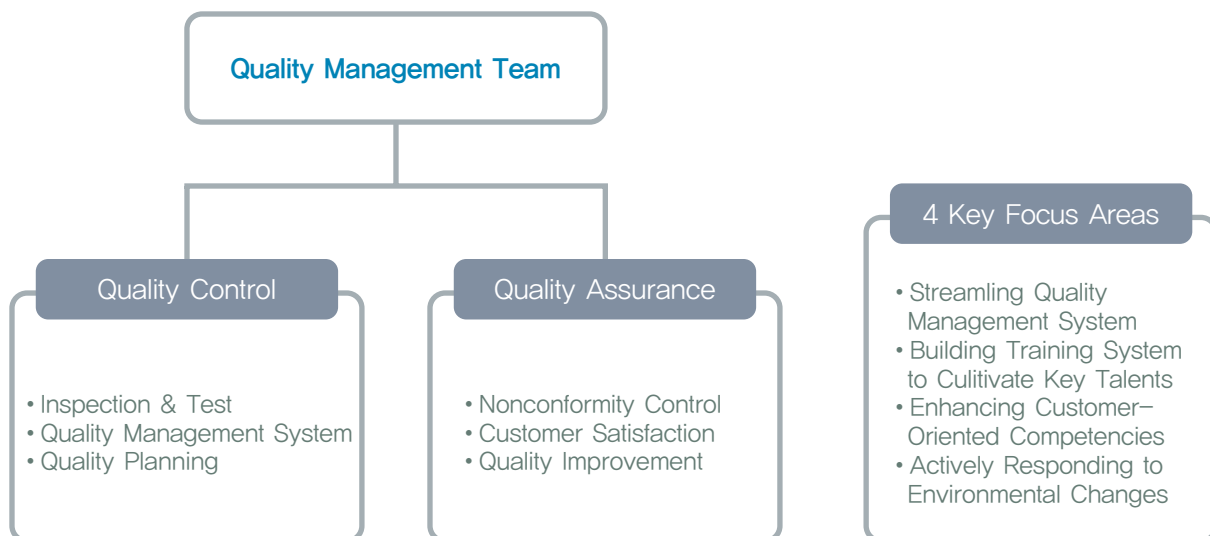 Quality Management Team
Quality Control
• Inspection & Test
• Quality Management System
• Quality Planning
Quality Assurance
• Nonconformity Control
• Customer Satisfaction
• Quality Improvement
4 Key Focus Areas
• Streamling Quality
Management System
• Building Training System
to Culitivate Key Talents
• Enhancing Customer-
Oriented Competencies
• Actively Responding to
Environmental Changes